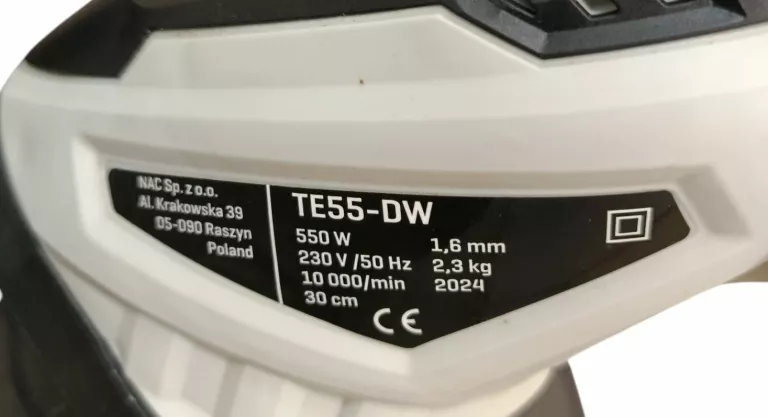 NAC Sp. z o.o.
Al. Krakowska 39
05-090 Raszyn
Poland
TE55-DW
550 W
230 V /50 Hz
10 000/min
30 cm
1,6 mm
2,3 kg
2024
CE